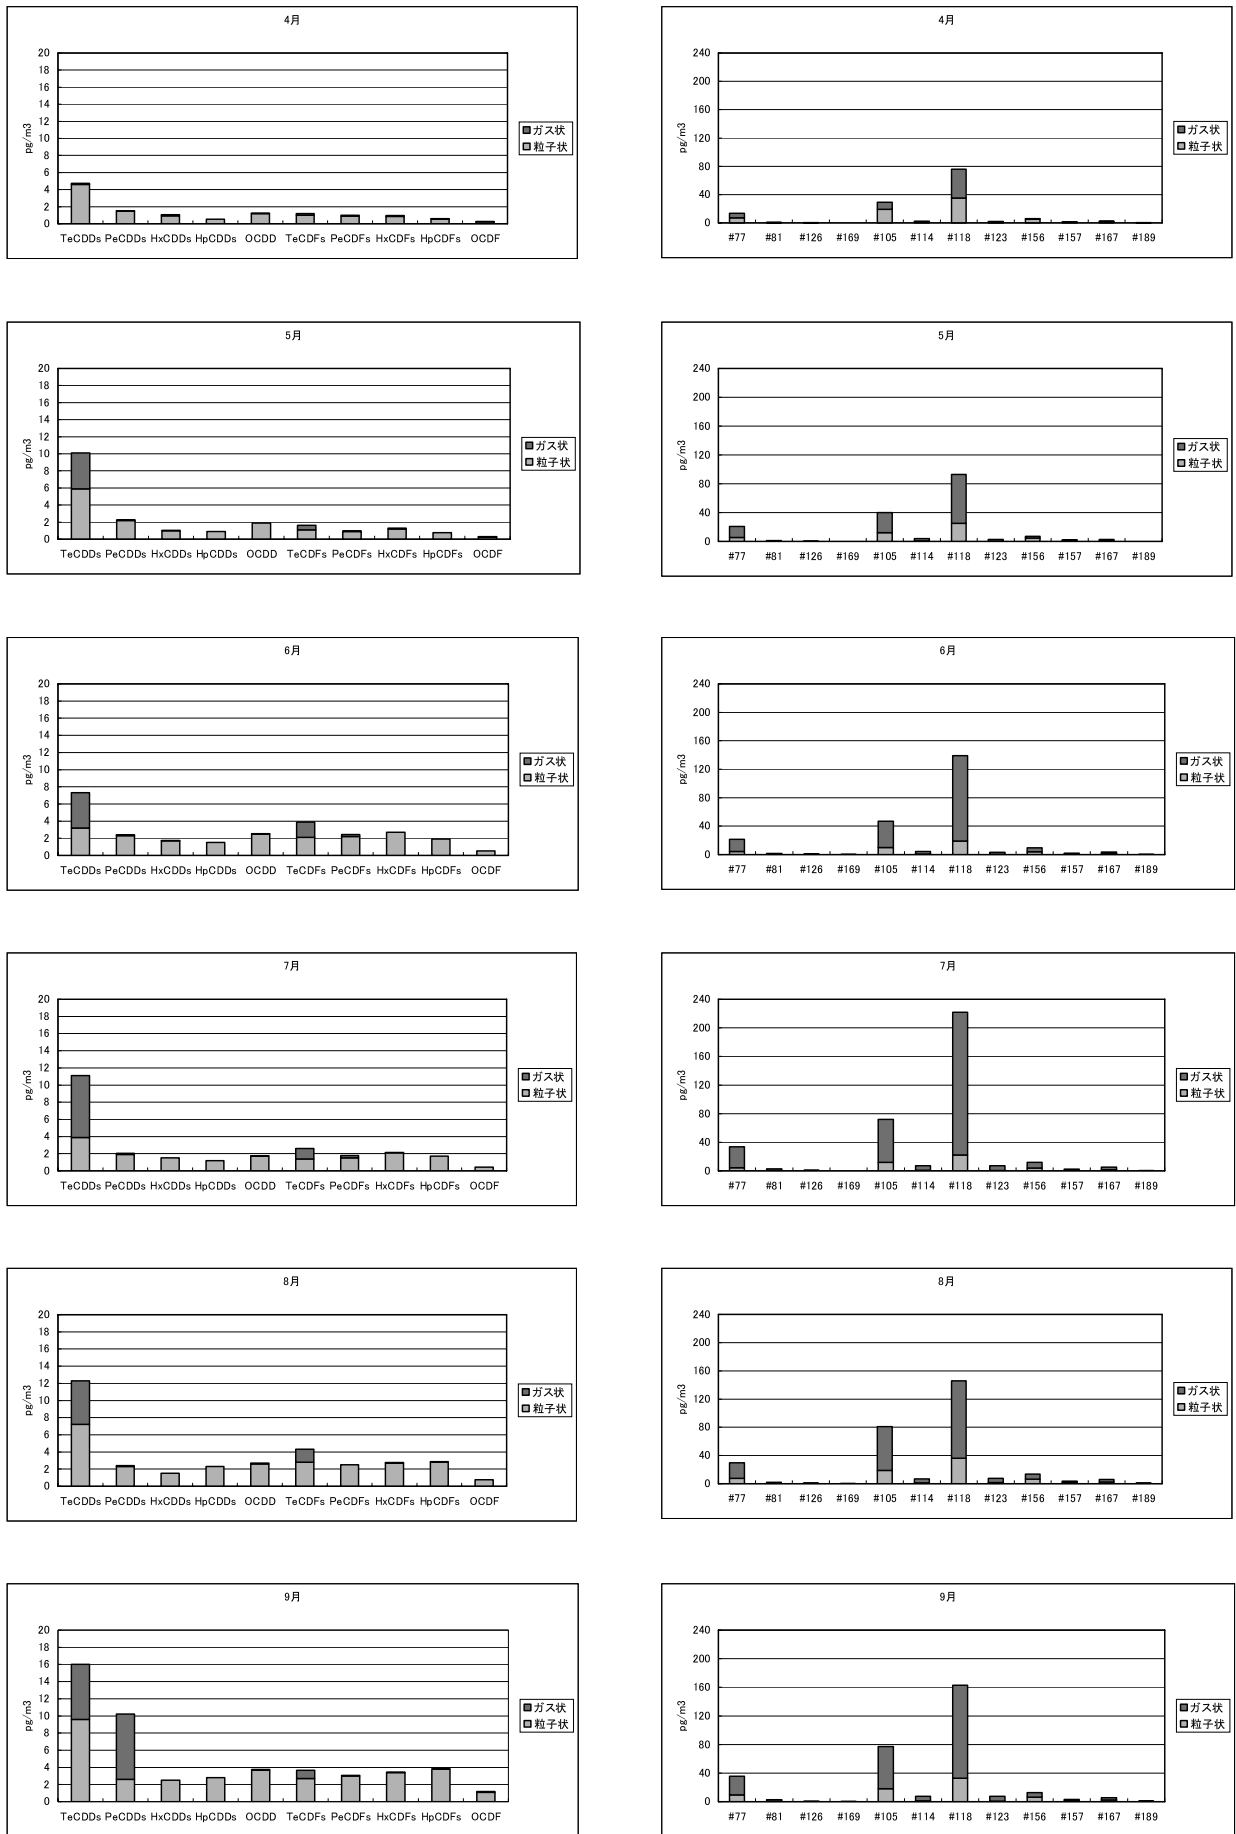 4月
20
18
16
14
12
10
8
6
4
2
0
pg/m3
TeCDDs PeCDDs HxCDDs HpCDDs OCDD TeCDFs PeCDFs HxCDFs HpCDFs OCDF
ガス状
粒子状
4月
240
200
160
120
80
40
0
pg/m3
#77 #81 #126 #169 #105 #114 #118 #123 #156 #157 #167 #189
ガス状
粒子状
5月
20
18
16
14
12
10
8
6
4
2
0
pg/m3
TeCDDs PeCDDs HxCDDs HpCDDs OCDD TeCDFs PeCDFs HxCDFs HpCDFs OCDF
ガス状
粒子状
5月
240
200
160
120
80
40
0
pg/m3
#77 #81 #126 #169 #105 #114 #118 #123 #156 #157 #167 #189
ガス状
粒子状
6月
20
18
16
14
12
10
8
6
4
2
0
pg/m3
TeCDDs PeCDDs HxCDDs HpCDDs OCDD TeCDFs PeCDFs HxCDFs HpCDFs OCDF
ガス状
粒子状
6月
240
200
160
120
80
40
0
pg/m3
#77 #81 #126 #169 #105 #114 #118 #123 #156 #157 #167 #189
ガス状
粒子状
7月
20
18
16
14
12
10
8
6
4
2
0
pg/m3
TeCDDs PeCDDs HxCDDs HpCDDs OCDD TeCDFs PeCDFs HxCDFs HpCDFs OCDF
ガス状
粒子状
7月
240
200
160
120
80
40
0
pg/m3
#77 #81 #126 #169 #105 #114 #118 #123 #156 #157 #167 #189
ガス状
粒子状
8月
20
18
16
14
12
10
8
6
4
2
0
pg/m3
TeCDDs PeCDDs HxCDDs HpCDDs OCDD TeCDFs PeCDFs HxCDFs HpCDFs OCDF
ガス状
粒子状
8月
240
200
160
120
80
40
0
pg/m3
#77 #81 #126 #169 #105 #114 #118 #123 #156 #157 #167 #189
ガス状
粒子状
9月
20
18
16
14
12
10
8
6
4
2
0
pg/m3
TeCDDs PeCDDs HxCDDs HpCDDs OCDD TeCDFs PeCDFs HxCDFs HpCDFs OCDF
ガス状
粒子状
9月
240
200
160
120
80
40
0
pg/m3
#77 #81 #126 #169 #105 #114 #118 #123 #156 #157 #167 #189
ガス状
粒子状